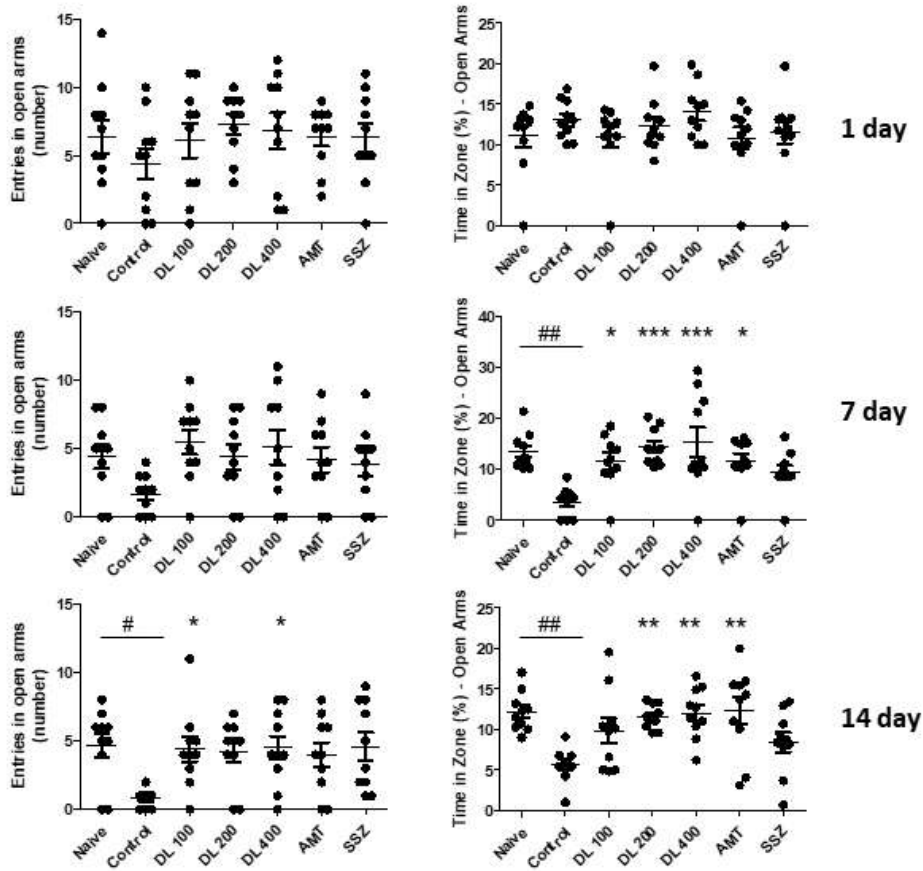 Entries in open arms
(number)
15
10
5
0
Naive
Control
DL 100
DL 200
DL 400
AMT
SSZ
Time in Zone (%) - Open Arms
25
20
15
10
5
0
Naive
Control
DL 100
DL 200
DL 400
AMT
SSZ
1 day
Entries in open arms
(number)
15
10
5
0
Naive
Control
DL 100
DL 200
DL 400
AMT
SSZ
Time in Zone (%) - Open Arms
40
30
20
10
0
## * *** *** *
Naive
Control
DL 100
DL 200
DL 400
AMT
SSZ
7 day
Entries in open arms
(number)
15
10
5
0
# * *
Naive
Control
DL 100
DL 200
DL 400
AMT
SSZ
Time in Zone (%) - Open Arms
25
20
15
10
5
0
## ** ** **
Naive
Control
DL 100
DL 200
DL 400
AMT
SSZ
14 day